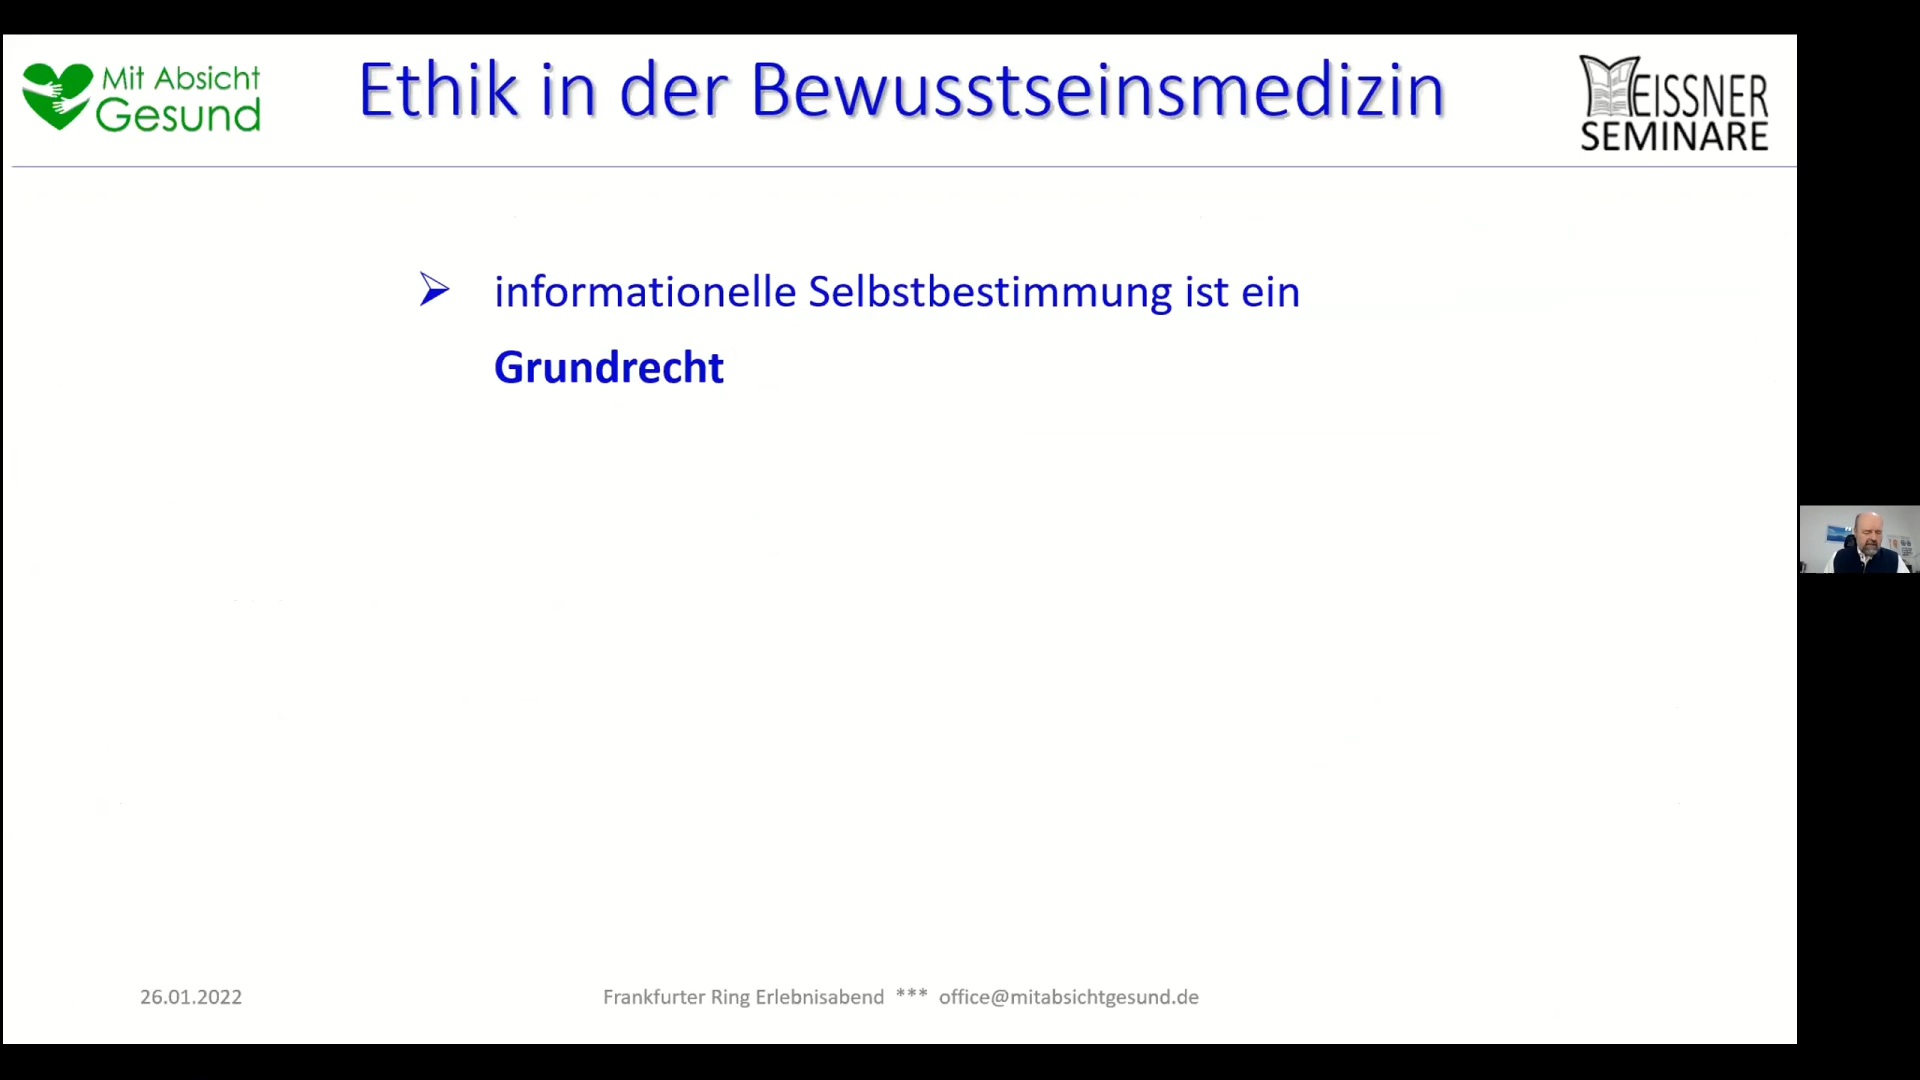 Mit Absicht
Gesund
Ethik in der Bewusstseinsmedizin
WEISSNER
SEMINARE
informationelle Selbstbestimmung ist ein
Grundrecht
26.01.2022
Frankfurter Ring Erlebnisabend *** office@mitabsichtgesund.de